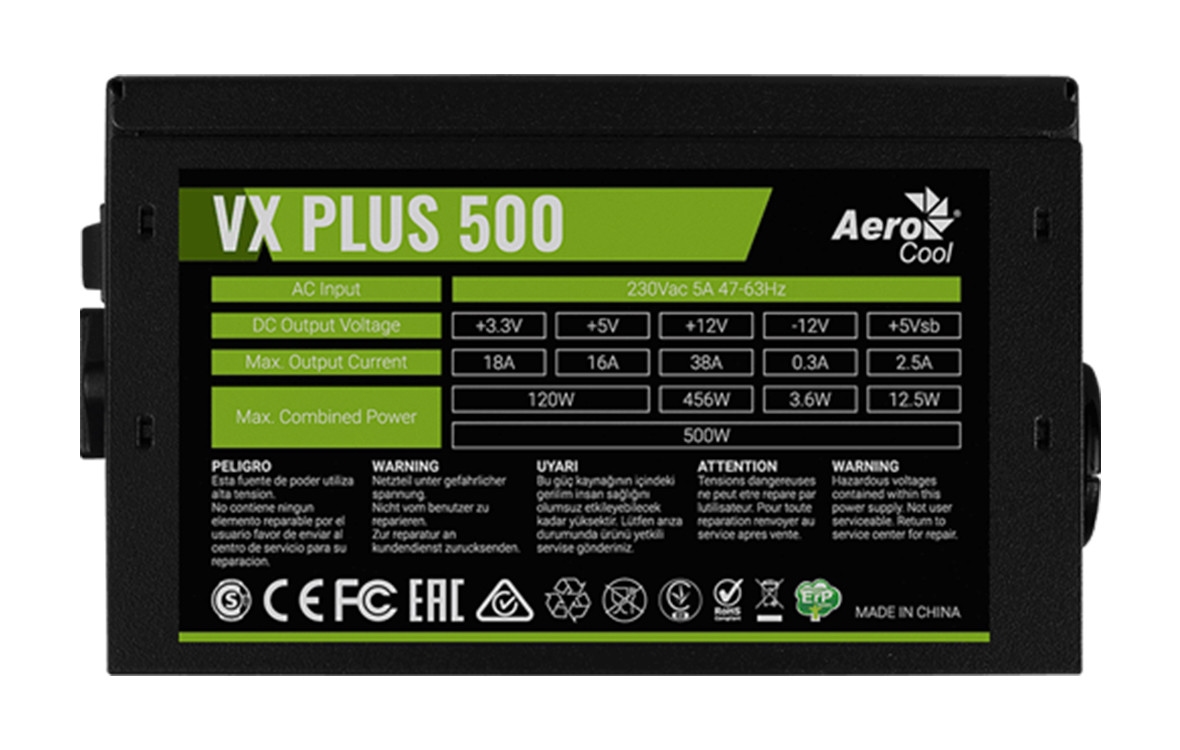 VX PLUS 500
Aero
Cool
AC Input 230Vac 5A 47-63Hz
DC Output Voltage +3.3V +5V +12V -12V +5Vsb
Max. Output Current 18A 16A 38A 0.3A 2.5A
Max. Combined Power 120W 456W 3.6W 12.5W
500W
PELIGRO
Esta fuente de poder utiliza
alta tension.
No contiene ningun
elemento reparable por el
usuario favor de enviar al
centro de servicio para su
reparacion.
WARNING
Netzteil unter gefahrlicher
spannung.
Nicht vom benutzer zu
reparieren.
Zur reparatur an
kundendienst zurucksenden.
UYARI
Bu güç kaynağının içindeki
gerilim insan sağlığını
olumsuz etkileyebilecek
kadar yüksektir. Lütfen arıza
durumunda ürünü yetkili
servise gönderiniz.
ATTENTION
Tensions dangereuses
ne peut etre repare par
lutilisateur. Pour toute
reparation renvoyer au
service apres vente.
WARNING
Hazardous voltages
contained within this
power supply. Not user
serviceable. Return to
service center for repair.
S CE FC EAC RoHS Compliant ErP MADE IN CHINA